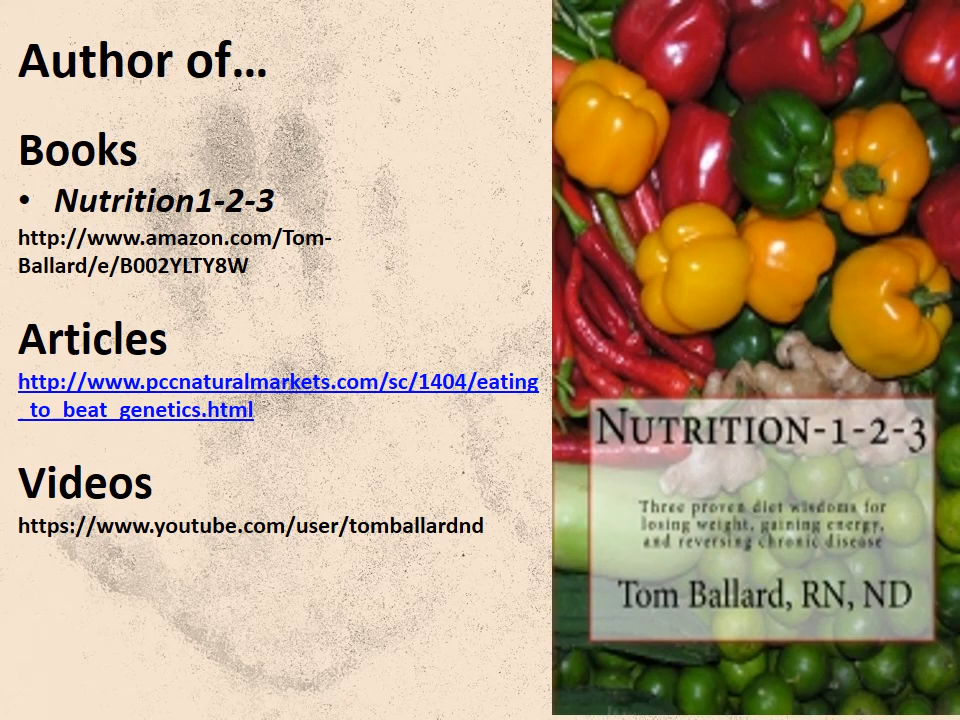 Author of…
Books
• Nutrition1-2-3
http://www.amazon.com/Tom-
Ballard/e/B002YLTY8W
Articles
http://www.pccnaturalmarkets.com/sc/1404/eating
_to_beat_genetics.html
Videos
https://www.youtube.com/user/tomballardnd
Nutrition-1-2-3
Three proven diet wisdoms for
losing weight, gaining energy,
and reversing chronic disease
Tom Ballard, RN, ND